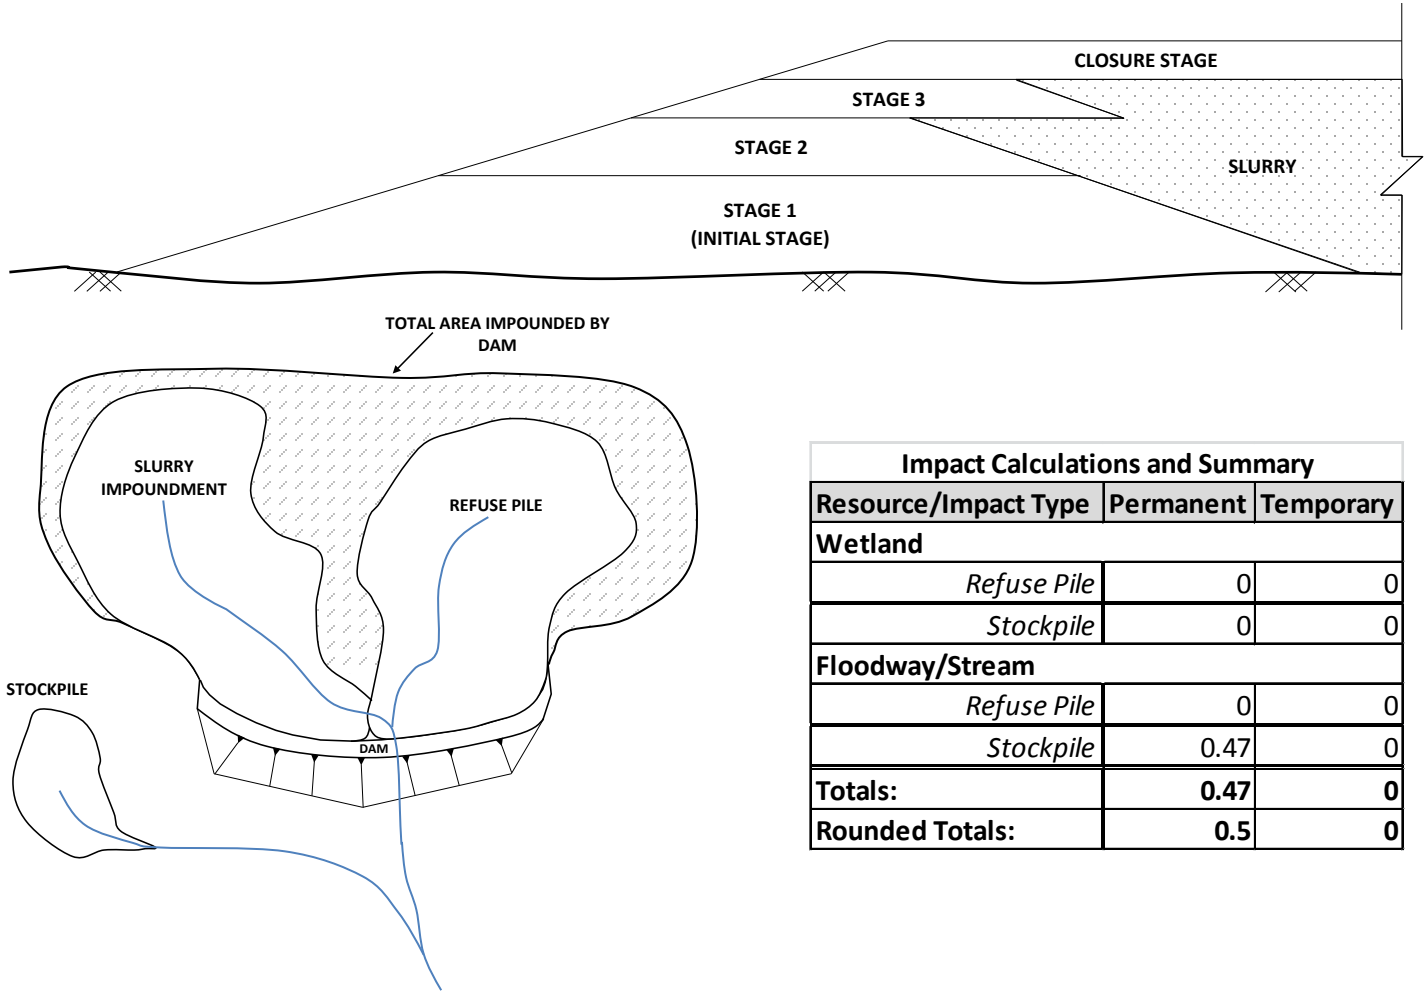 CLOSURE STAGE
STAGE 3
STAGE 2
SLURRY
STAGE 1
(INITIAL STAGE)
TOTAL AREA IMPOUNDED BY
DAM
SLURRY
IMPOUNDMENT
REFUSE PILE
STOCKPILE
DAM
Impact Calculations and Summary
Resource/Impact Type Permanent Temporary
Wetland
Refuse Pile 0 0
Stockpile 0 0
Floodway/Stream
Refuse Pile 0 0
Stockpile 0.47 0
Totals: 0.47 0
Rounded Totals: 0.5 0